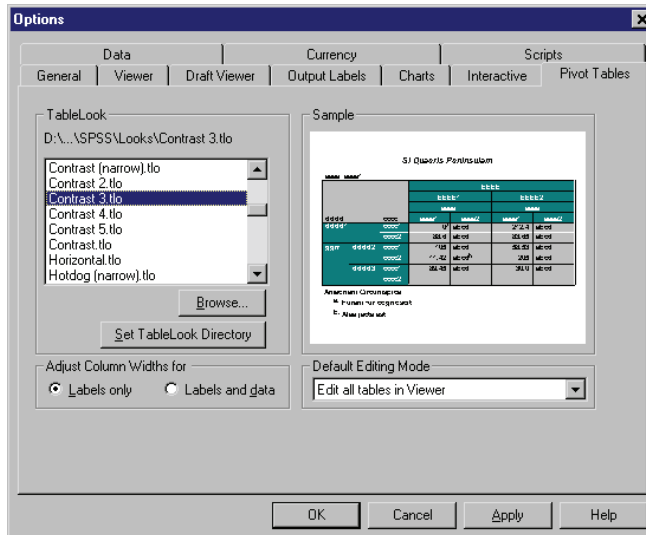 Options
Data Currency Scripts
General Viewer Draft Viewer Output Labels Charts Interactive Pivot Tables
TableLook
D:\...\SPSS\Looks\Contrast 3.tlo
Contrast (narrow).tlo
Contrast 2.tlo
Contrast 3.tlo
Contrast 4.tlo
Contrast 5.tlo
Contrast.tlo
Horizontal.tlo
Hotdog (narrow).tlo
Browse...
Set TableLook Directory
Sample
Si Quaeris Peninsulam
Adjust Column Widths for
Labels only Labels and data
Default Editing Mode
Edit all tables in Viewer
OK Cancel Apply Help